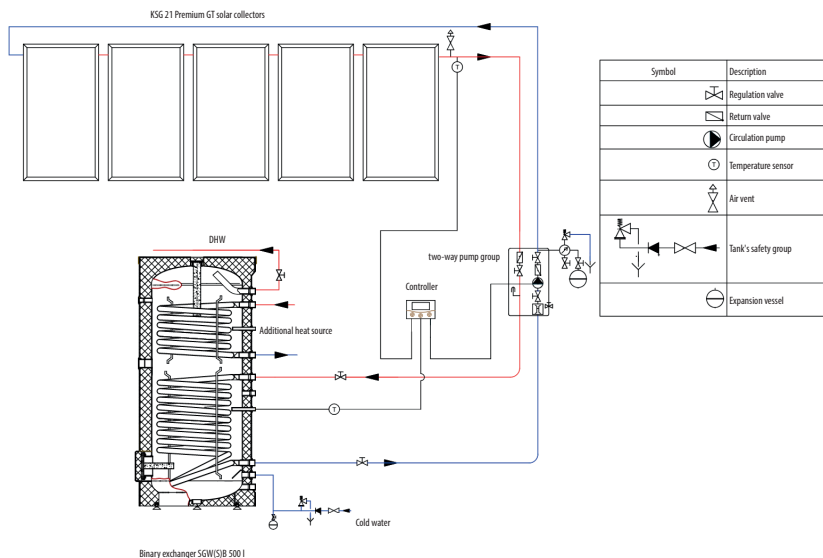 KSG 21 Premium GT solar collectors
T
Symbol
Description
Regulation valve
Return valve
Circulation pump
T
Temperature sensor
Air vent
Tank's safety group
Expansion vessel
DHW
two-way pump group
Controller
Additional heat source
T
Cold water
Binary exchanger SGW(S)B 500 l